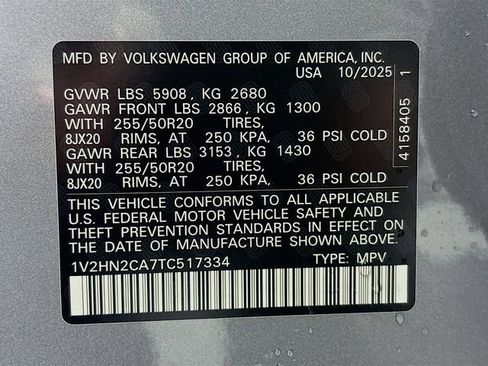 MFD BY VOLKSWAGEN GROUP OF AMERICA, INC.
USA 10/2025
GVWR LBS 5908, KG 2680
GAWR FRONT LBS 2866, KG 1300
WITH 255/50R20 TIRES,
8JX20 RIMS, AT 250 KPA, 36 PSI COLD
GAWR REAR LBS 3153, KG 1430
WITH 255/50R20 TIRES,
8JX20 RIMS, AT 250 KPA, 36 PSI COLD
THIS VEHICLE CONFORMS TO ALL APPLICABLE
U.S. FEDERAL MOTOR VEHICLE SAFETY AND
THEFT PREVENTION STANDARDS IN EFFECT ON THE
DATE OF MANUFACTURE SHOWN ABOVE.
1V2HN2CA7TC517334 TYPE: MPV
4158405 1